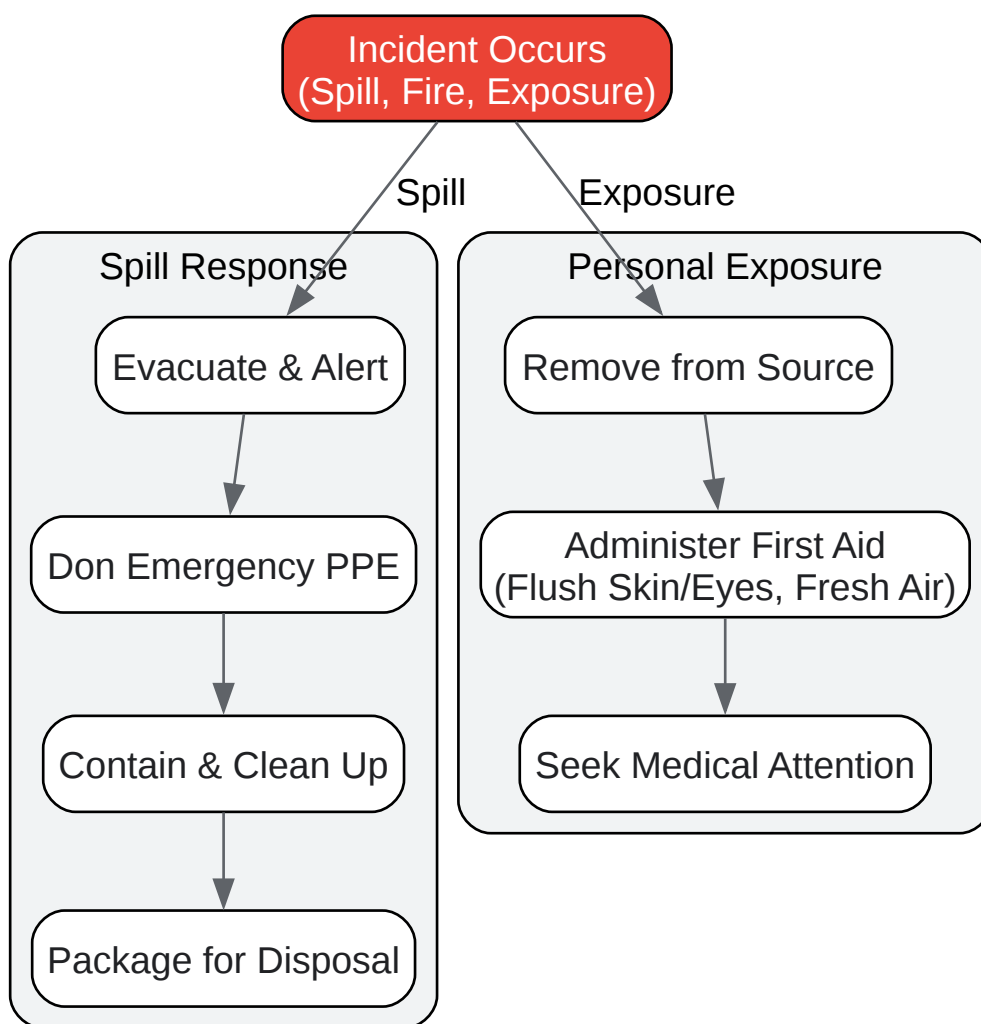 Incident Occurs
(Spill, Fire, Exposure)
Spill
Exposure
Spill Response
Evacuate & Alert
Don Emergency PPE
Contain & Clean Up
Package for Disposal
Personal Exposure
Remove from Source
Administer First Aid
(Flush Skin/Eyes, Fresh Air)
Seek Medical Attention